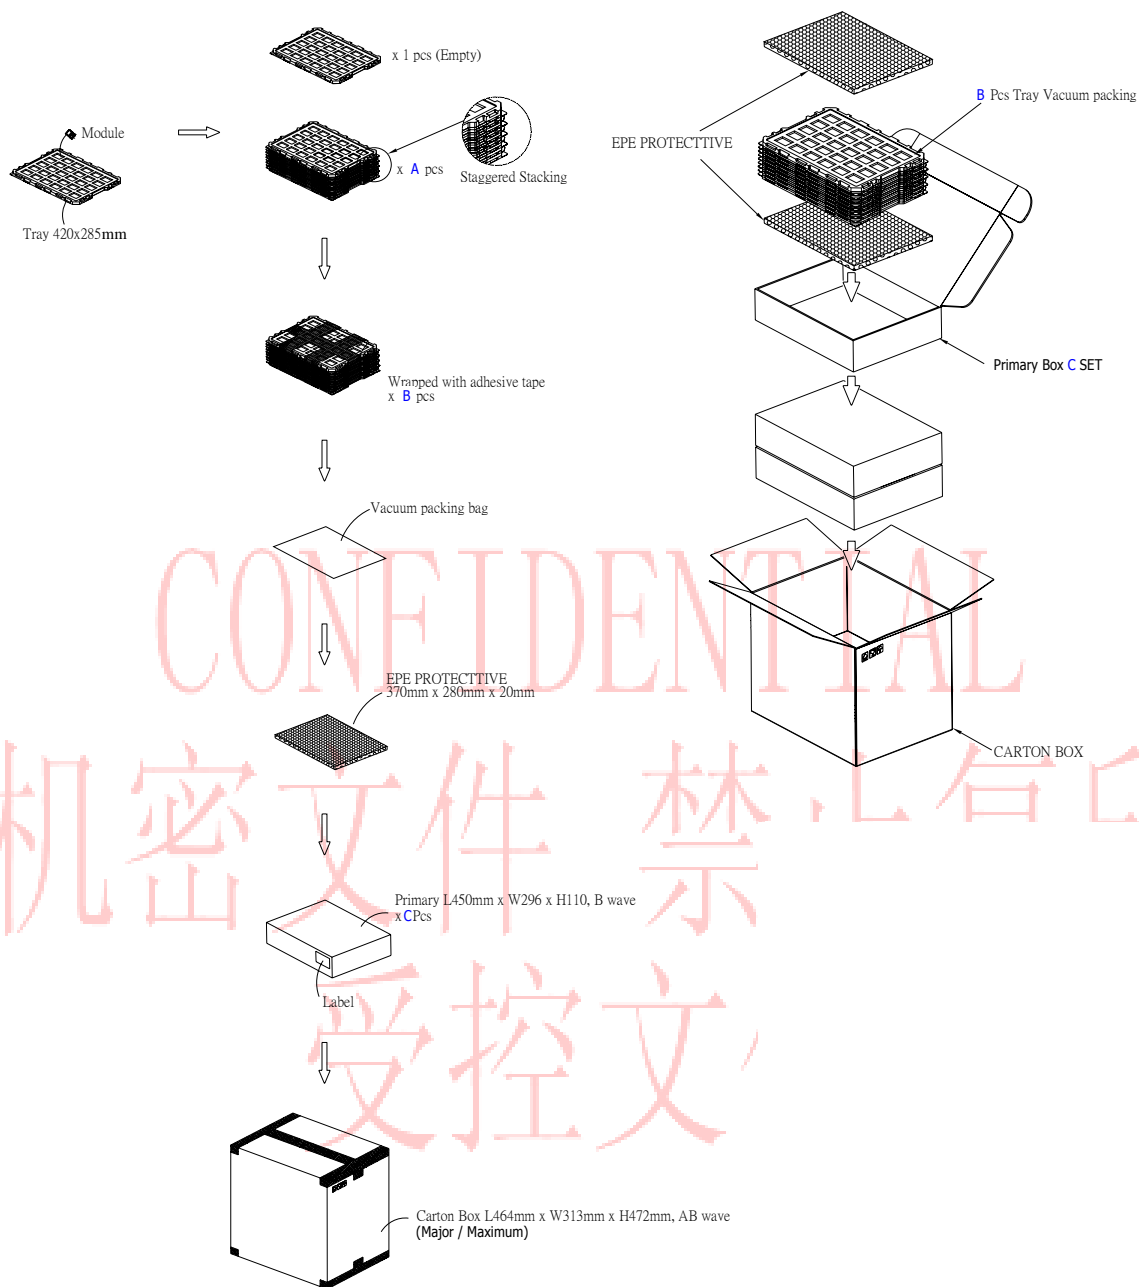 x 1 pcs (Empty)
Module
Tray 420x285mm
x A pcs
Staggered Stacking
Wrapped with adhesive tape
x B pcs
Vacuum packing bag
EPE PROTECTTIVE
370mm x 280mm x 20mm
Primary L450mm x W296 x H110, B wave
x C Pcs
Label
Carton Box L464mm x W313mm x H472mm, AB wave
(Major / Maximum)
B Pcs Tray Vacuum packing
EPE PROTECTTIVE
Primary Box C SET
CARTON BOX
CONFIDENTIAL
机密文件 禁止
受控文